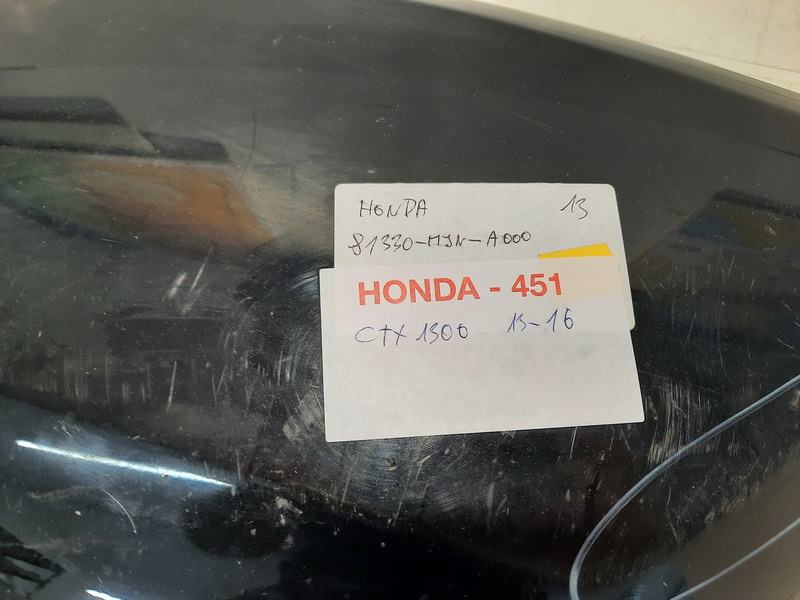 HONDA 13
81330-MJN-A000
HONDA - 451
CTX 1300 13-16